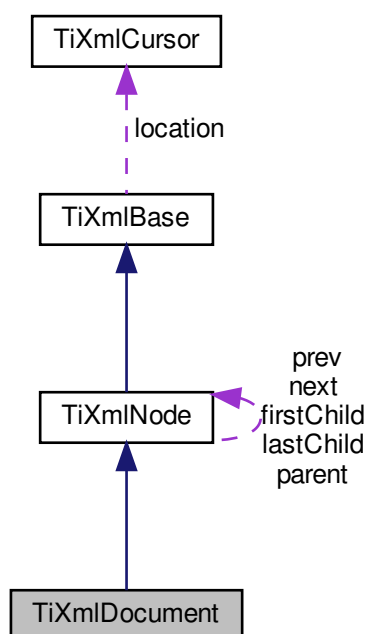 TiXmlCursor
location
TiXmlBase
prev
next
firstChild
lastChild
parent
TiXmlNode
TiXmlDocument